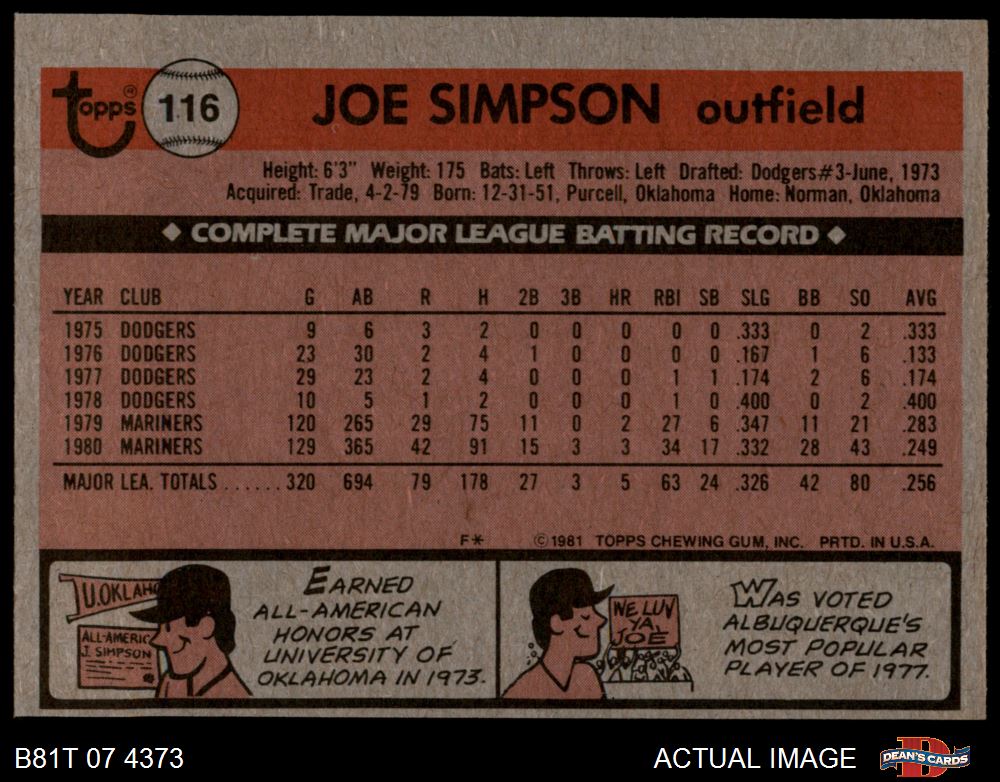 topps ® 116 JOE SIMPSON outfield
Height: 6'3" Weight: 175 Bats: Left Throws: Left Drafted: Dodgers#3-June, 1973
Acquired: Trade, 4-2-79 Born: 12-31-51, Purcell, Oklahoma Home: Norman, Oklahoma
◆ COMPLETE MAJOR LEAGUE BATTING RECORD ◆
YEAR CLUB G AB R H 2B 3B HR RBI SB SLG BB SO AVG
1975 DODGERS 9 6 3 2 0 0 0 0 0 .333 0 2 .333
1976 DODGERS 23 30 2 4 1 0 0 0 0 .167 1 6 .133
1977 DODGERS 29 23 2 4 0 0 0 1 1 .174 2 6 .174
1978 DODGERS 10 5 1 2 0 0 0 1 0 .400 0 2 .400
1979 MARINERS 120 265 29 75 11 0 2 27 6 .347 11 21 .283
1980 MARINERS 129 365 42 91 15 3 3 34 17 .332 28 43 .249
MAJOR LEA. TOTALS ...... 320 694 79 178 27 3 5 63 24 .326 42 80 .256
F* © 1981 TOPPS CHEWING GUM, INC. PRTD. IN U.S.A.
U. OKLAHO
ALL-AMERIC
J. SIMPSON
EARNED
ALL-AMERICAN
HONORS AT
UNIVERSITY OF
OKLAHOMA IN 1973.
WE LUV
YA,
JOE
WAS VOTED
ALBUQUERQUE'S
MOST POPULAR
PLAYER OF 1977.
B81T 07 4373 ACTUAL IMAGE DEAN'S CARDS